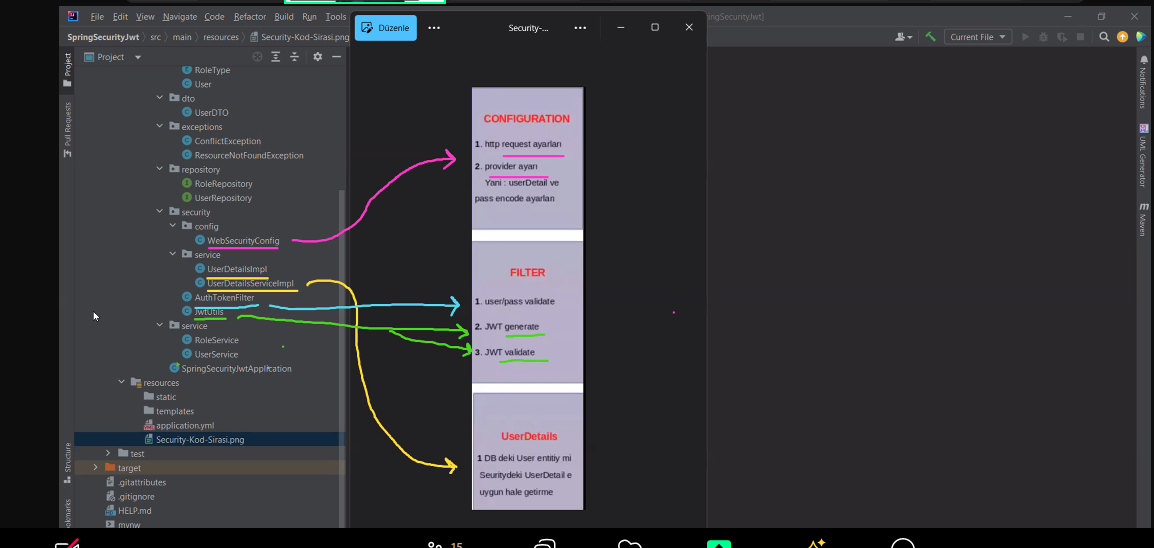 File Edit View Navigate Code Refactor Build Run Tools
SpringSecurityJwt src main resources Security-Kod-Sirasi.png
Düzenle
Security-...
Current File
Project
Project
Pull Requests
Structure
Notifications
UML Generator
Maven
RoleType
User
dto
UserDTO
exceptions
ConflictException
ResourceNotFoundException
repository
RoleRepository
UserRepository
security
config
WebSecurityConfig
service
UserDetailsImpl
UserDetailsServiceImpl
AuthTokenFilter
JwtUtils
service
RoleService
UserService
SpringSecurityJwtApplication
resources
static
templates
application.yml
Security-Kod-Sirasi.png
test
target
.gitattributes
.gitignore
HELP.md
mvnw
CONFIGURATION
1. http request ayarları
2. provider ayarı
Yani : userDetail ve
pass encode ayarları
FILTER
1. user/pass validate
2. JWT generate
3. JWT validate
UserDetails
1 DB deki User entitiy mi
Seuritydeki UserDetail e
uygun hale getirme
15